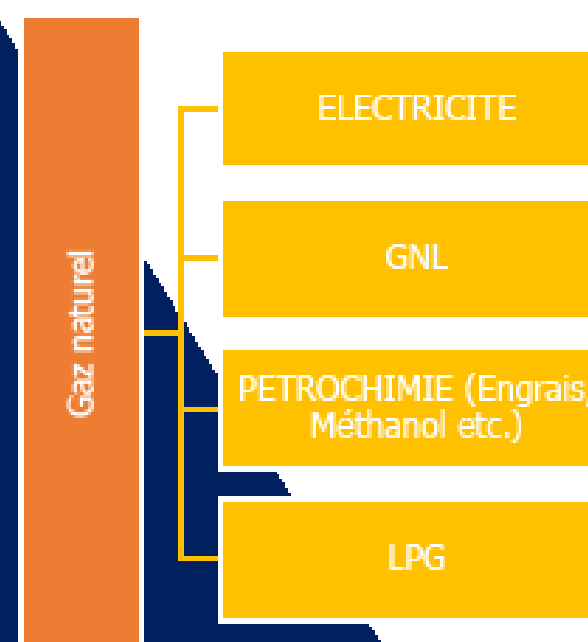 Gaz naturel
ELECTRICITE
GNL
PETROCHIMIE (Engrais,
Méthanol etc.)
LPG